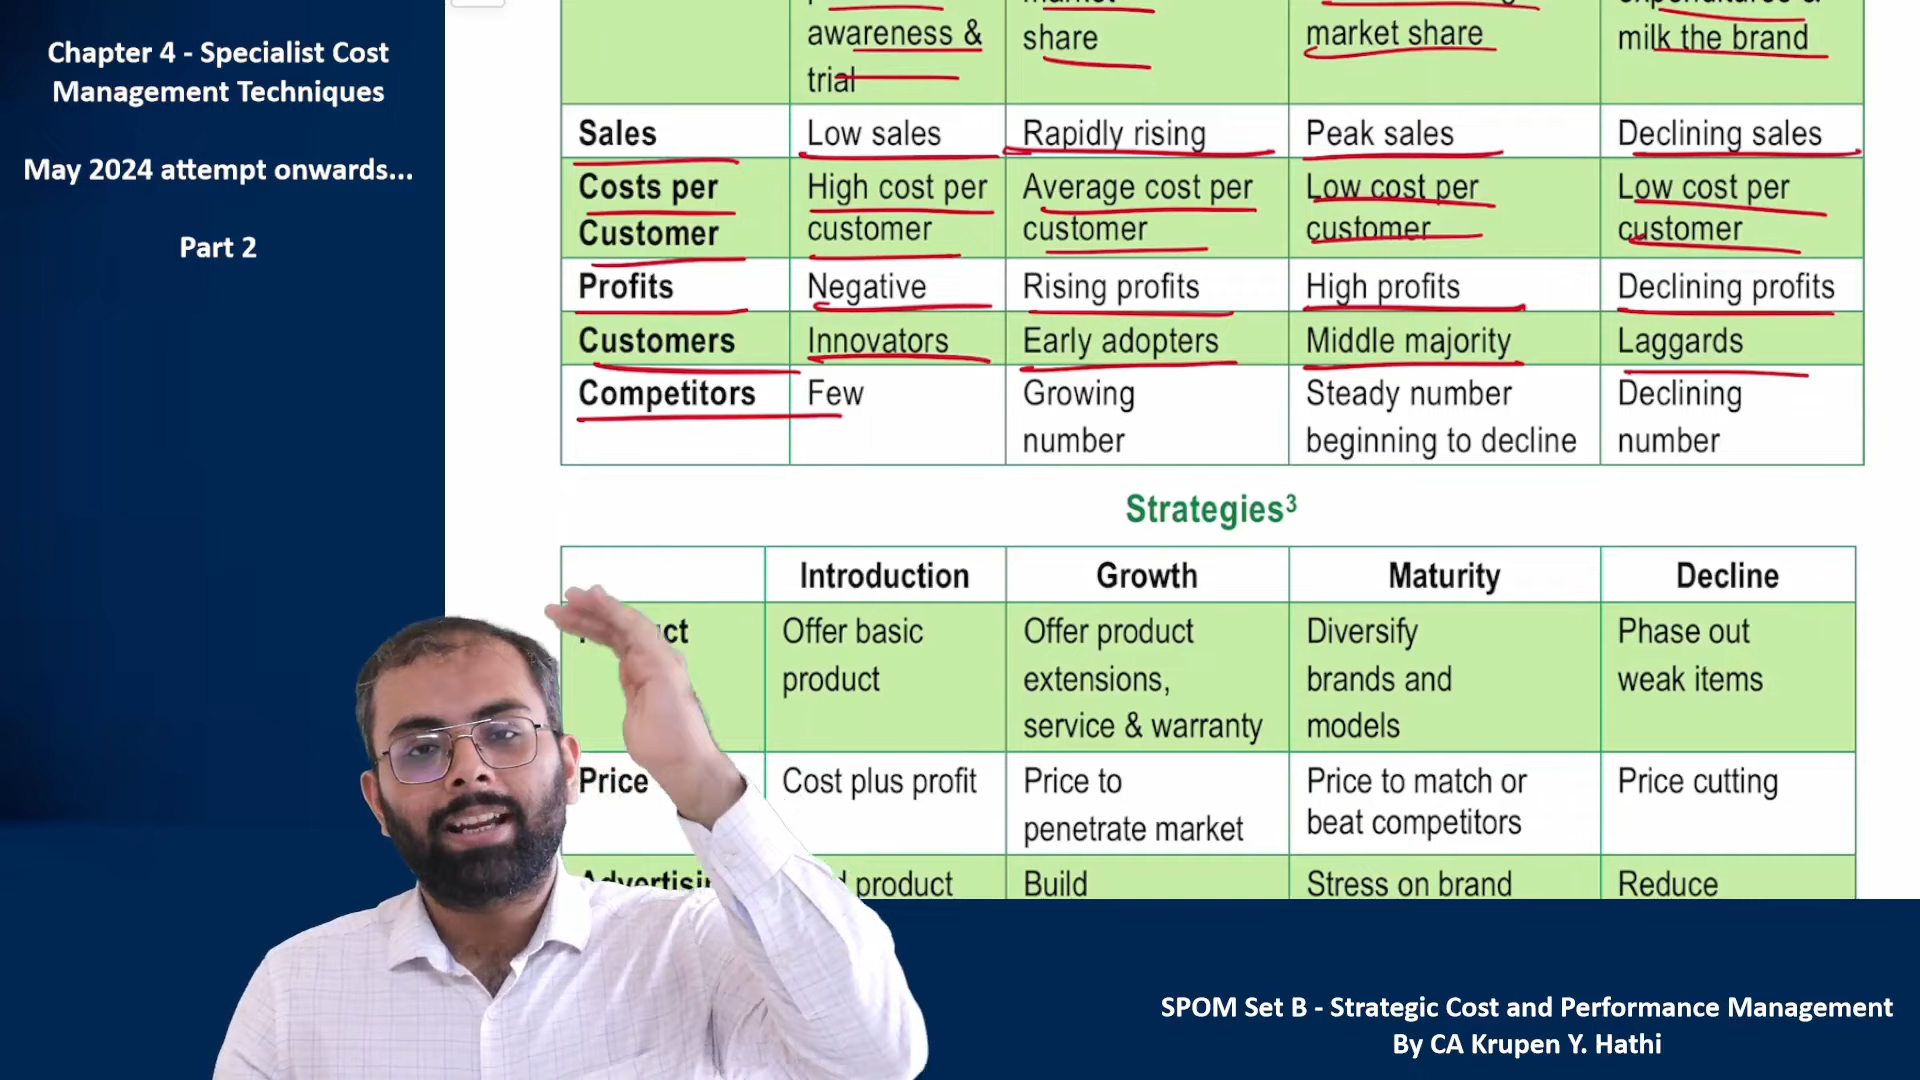 Chapter 4 - Specialist Cost
Management Techniques
May 2024 attempt onwards...
Part 2
awareness & share market share milk the brand
trial
Sales Low sales Rapidly rising Peak sales Declining sales
Costs per High cost per Average cost per Low cost per Low cost per
Customer customer customer customer customer
Profits Negative Rising profits High profits Declining profits
Customers Innovators Early adopters Middle majority Laggards
Competitors Few Growing Steady number Declining
number beginning to decline number
Strategies³
Introduction Growth Maturity Decline
Offer basic Offer product Diversify Phase out
product extensions, brands and weak items
service & warranty models
Price Cost plus profit Price to Price to match or Price cutting
penetrate market beat competitors
product Build Stress on brand Reduce
SPOM Set B - Strategic Cost and Performance Management
By CA Krupen Y. Hathi